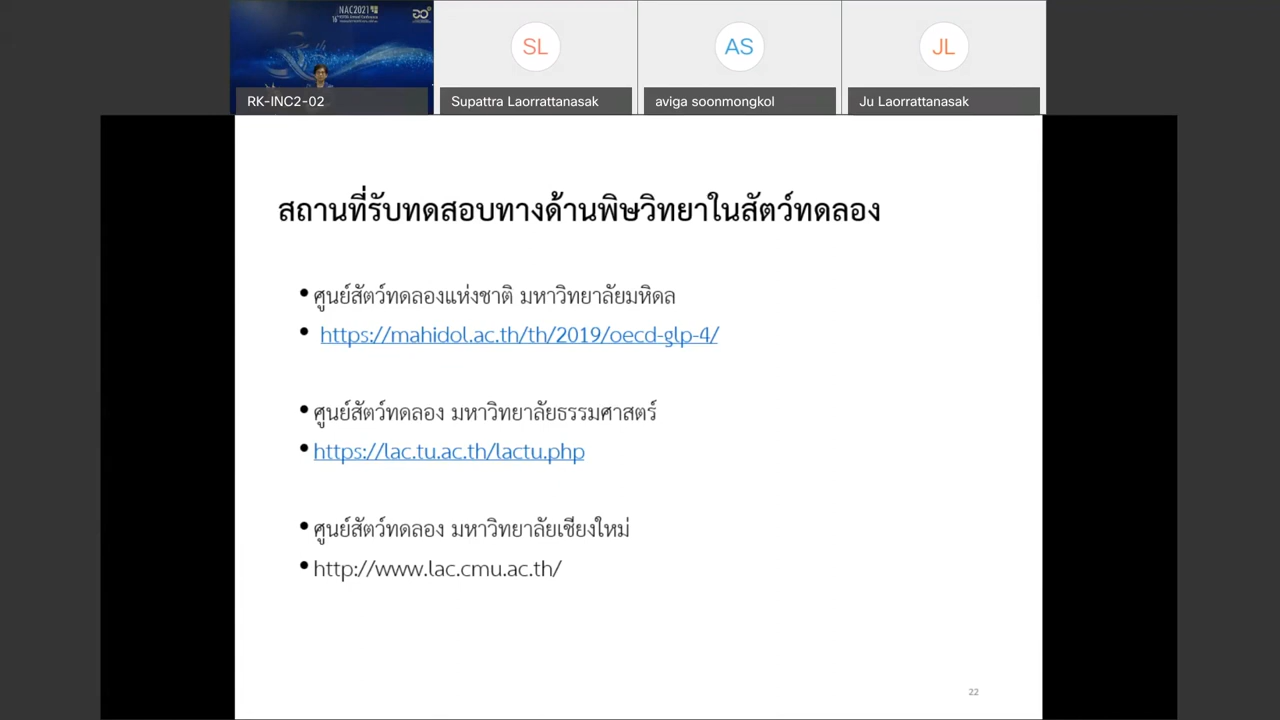 NAC2021
SL
AS
JL
RK-INC2-02
Supattra Laorrattanasak
aviga soonmongkol
Ju Laorrattanasak
สถานที่รับทดสอบทางด้านพิษวิทยาในสัตว์ทดลอง
•ศูนย์สัตว์ทดลองแห่งชาติ มหาวิทยาลัยมหิดล
• https://mahidol.ac.th/th/2019/oecd-glp-4/
•ศูนย์สัตว์ทดลอง มหาวิทยาลัยธรรมศาสตร์
•https://lac.tu.ac.th/lactu.php
•ศูนย์สัตว์ทดลอง มหาวิทยาลัยเชียงใหม่
•http://www.lac.cmu.ac.th/
22